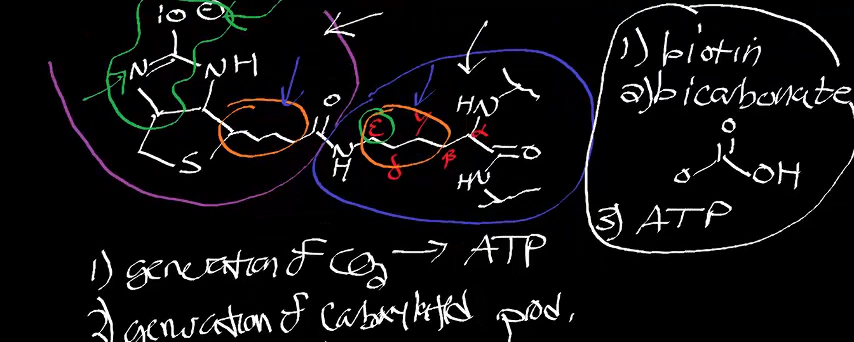 IO ⊖
N
N H
S
O
N
H
ε
γ
δ
β
α
HN
O
HN
1) biotin
2) bicarbonate
O
O
OH
3) ATP
1) generation of CO2 → ATP
2) generation of carboxylated prod.